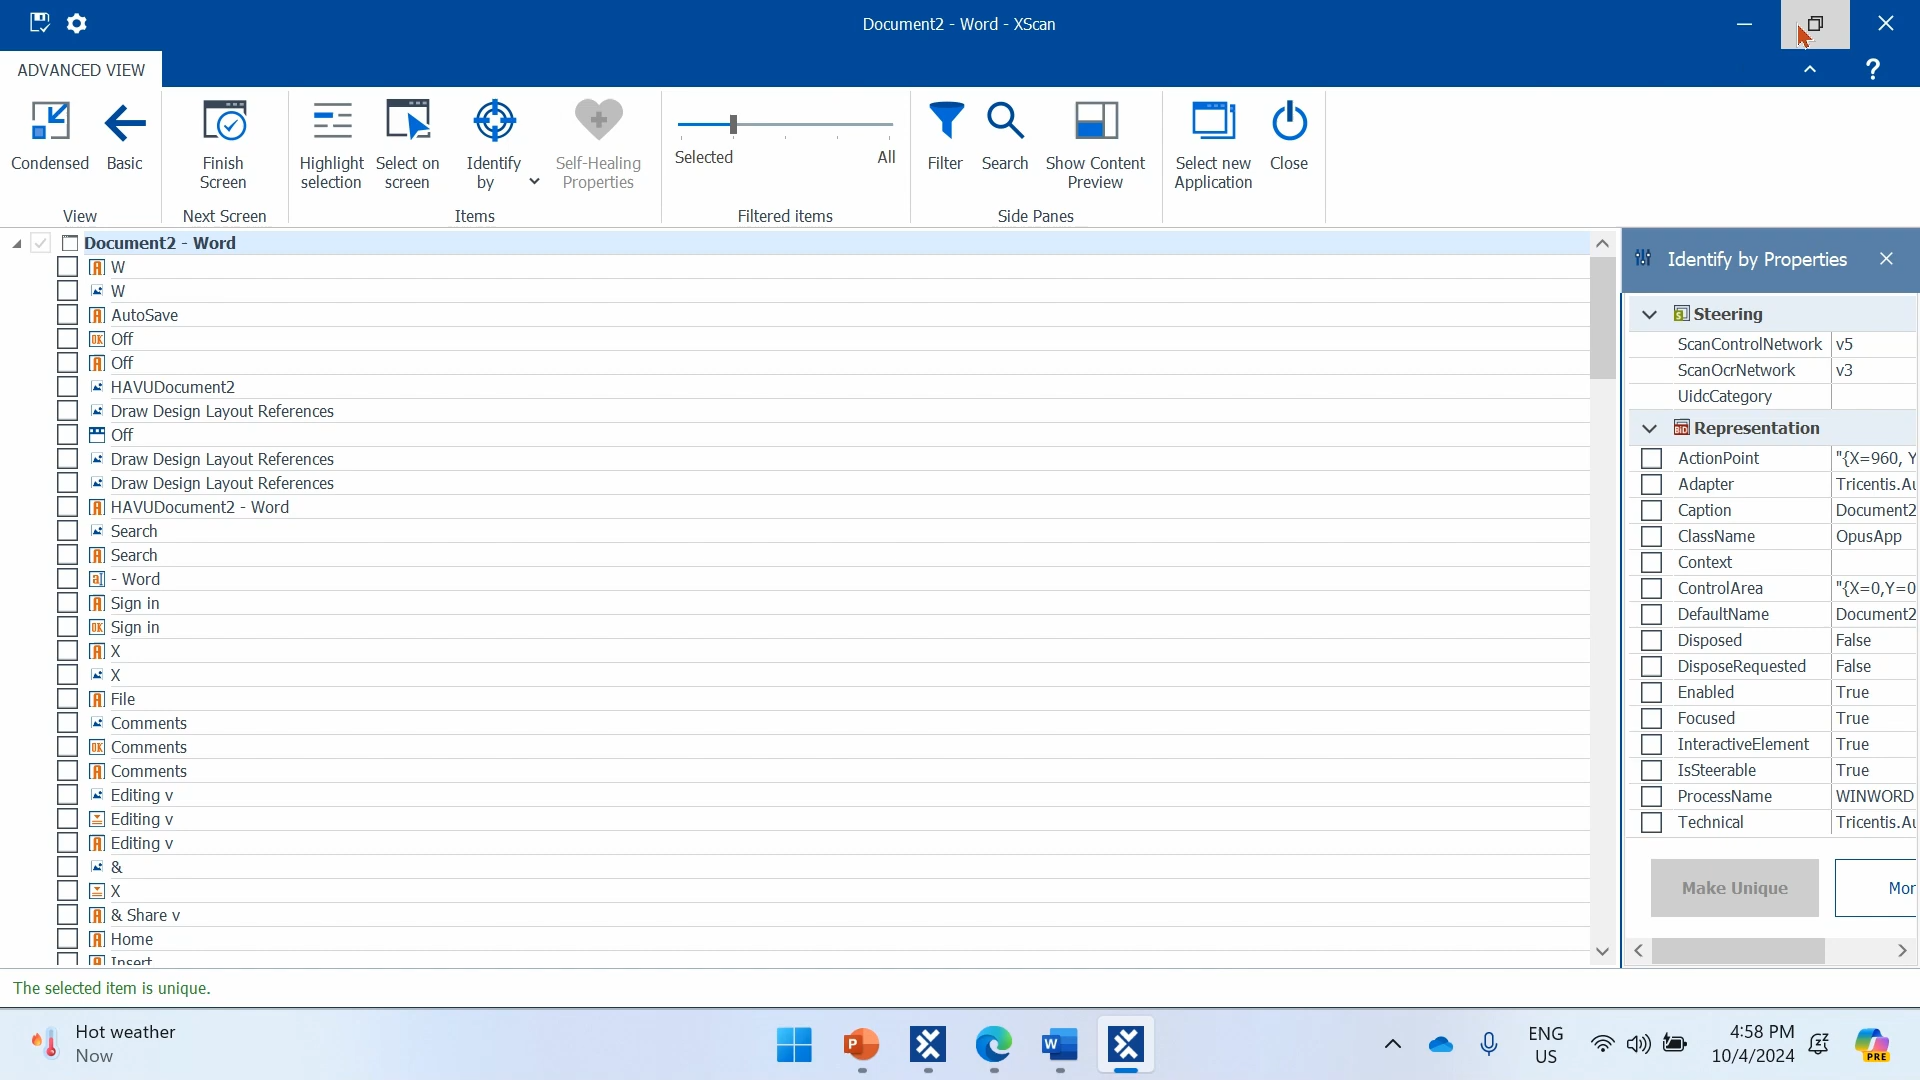 Document2 - Word - XScan
ADVANCED VIEW
?
Condensed
Basic
Finish
Screen
Highlight
selection
Select on
screen
Identify
by
Self-Healing
Properties
Selected
All
Filter
Search
Show Content
Preview
Select new
Application
Close
View
Next Screen
Items
Filtered items
Side Panes
Document2 - Word
W
W
AutoSave
Off
Off
HAVUDocument2
Draw Design Layout References
Off
Draw Design Layout References
Draw Design Layout References
HAVUDocument2 - Word
Search
Search
- Word
Sign in
Sign in
X
X
File
Comments
Comments
Comments
Editing v
Editing v
Editing v
&
X
& Share v
Home
Insert
Identify by Properties
Steering
ScanControlNetwork v5
ScanOcrNetwork v3
UidcCategory
Representation
ActionPoint "{X=960, Y
Adapter Tricentis.Au
Caption Document2
ClassName OpusApp
Context
ControlArea "{X=0,Y=0
DefaultName Document2
Disposed False
DisposeRequested False
Enabled True
Focused True
InteractiveElement True
IsSteerable True
ProcessName WINWORD
Technical Tricentis.Au
Make Unique
Mor
The selected item is unique.
Hot weather
Now
ENG
US
4:58 PM
10/4/2024
PRE